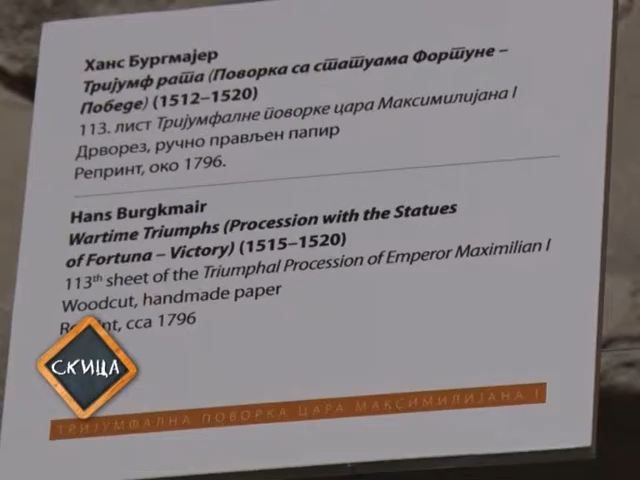 Ханс Бургмајер
Тријумф рата (Поворка са статуама Фортуне –
Победе) (1512–1520)
113. лист Тријумфалне поворке цара Максимилијана I
Дрворез, ручно прављен папир
Репринт, око 1796.
Hans Burgkmair
Wartime Triumphs (Procession with the Statues
of Fortuna – Victory) (1515–1520)
113th sheet of the Triumphal Procession of Emperor Maximilian I
Woodcut, handmade paper
Reprint, cca 1796
СКИЦА
ТРИЈУМФАЛНА ПОВОРКА ЦАРА МАКСИМИЛИЈАНА I